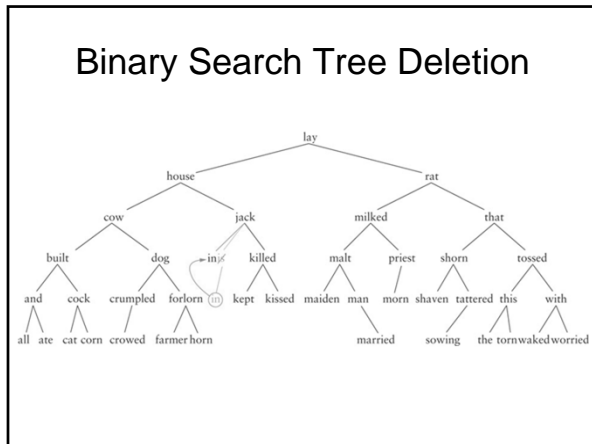 Binary Search Tree Deletion
lay
house rat
cow jack milked that
built dog in killed malt priest shorn tossed
and cock crumpled forlorn in kept kissed maiden man morn shaven tattered this with
all ate cat corn crowed farmer horn married sowing the torn waked worried